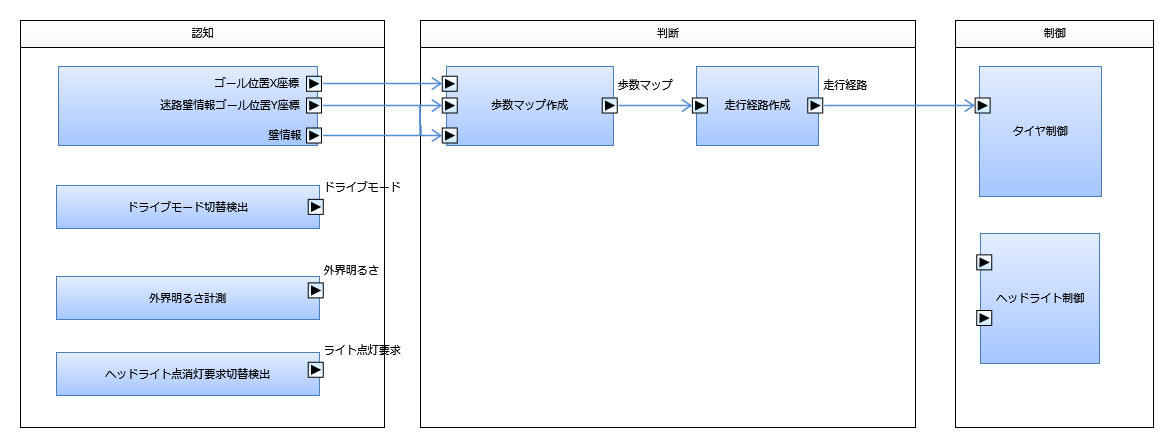 認知
判断
制御
ゴール位置X座標
迷路壁情報ゴール位置Y座標
壁情報
歩数マップ作成
歩数マップ
走行経路作成
走行経路
タイヤ制御
ドライブモード
ドライブモード切替検出
外界明るさ
外界明るさ計測
ヘッドライト制御
ライト点灯要求
ヘッドライト点消灯要求切替検出